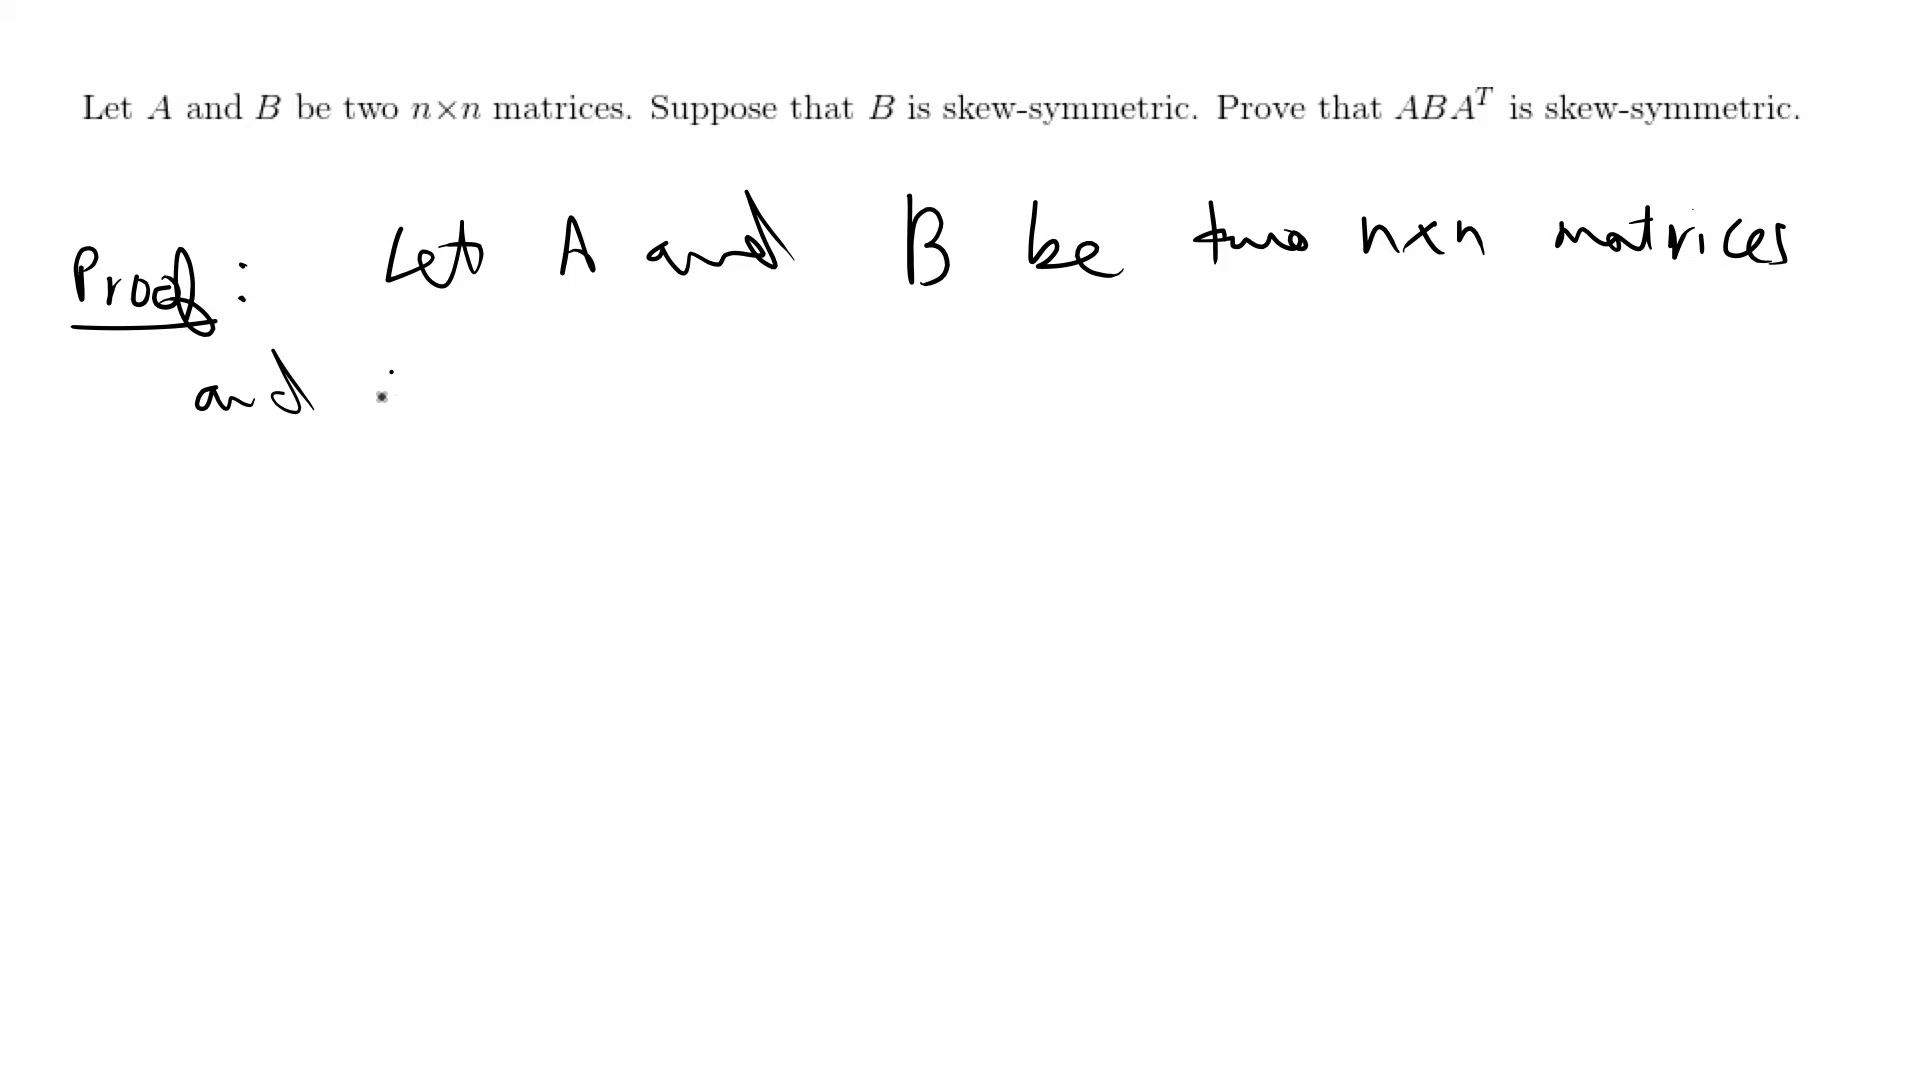 Let A and B be two n×n matrices. Suppose that B is skew-symmetric. Prove that ABAᵀ is skew-symmetric.
Proof: Let A and B be two n×n matrices
and